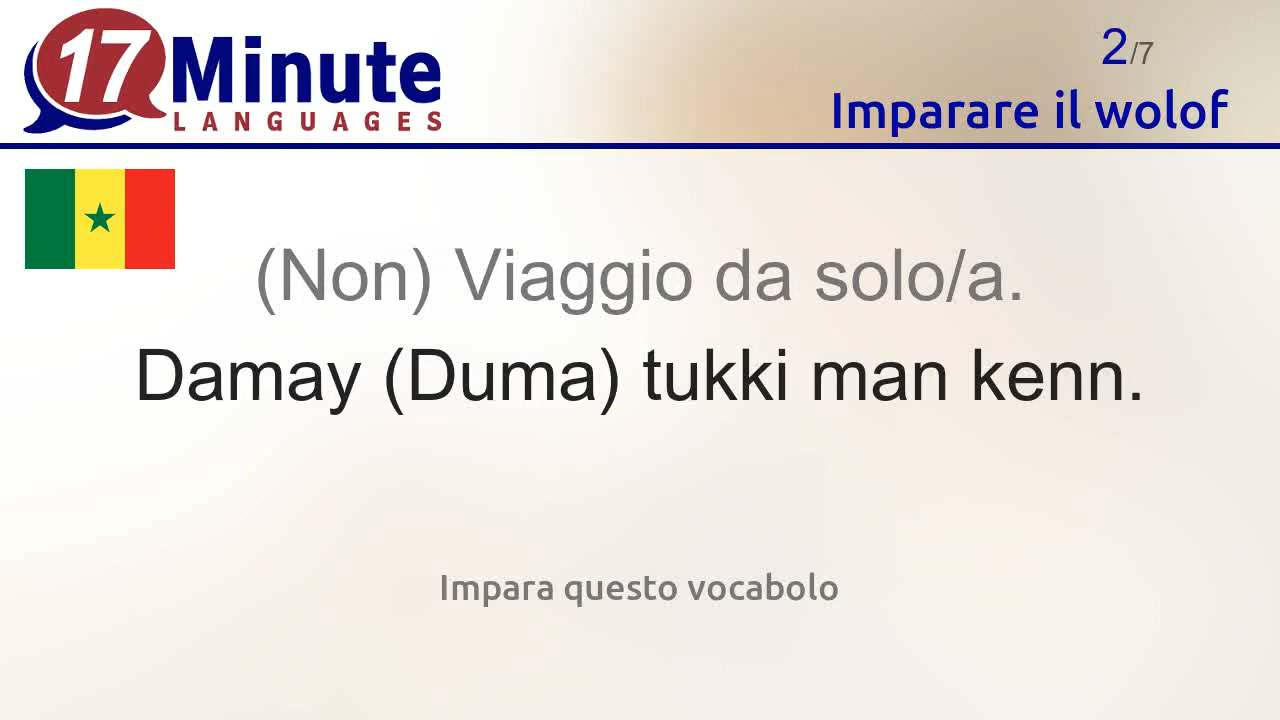 17 Minute
LANGUAGES
2/7
Imparare il wolof
(Non) Viaggio da solo/a.
Damay (Duma) tukki man kenn.
Impara questo vocabolo